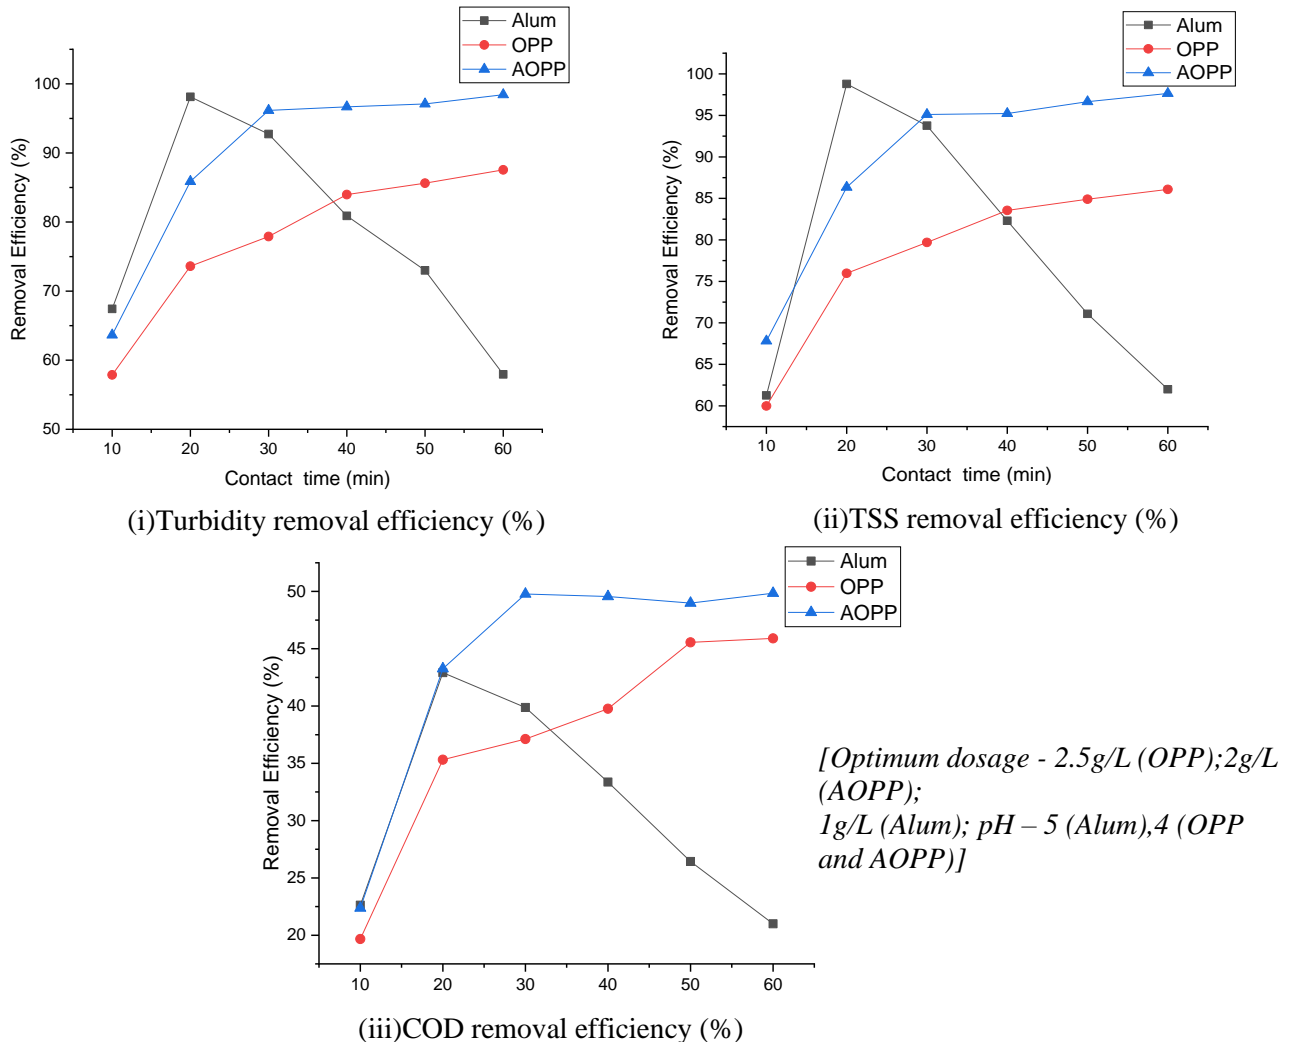 Alum
OPP
AOPP
100
90
80
70
60
50
Removal Efficiency (%)
10 20 30 40 50 60
Contact time (min)
(i)Turbidity removal efficiency (%)
Alum
OPP
AOPP
100
95
90
85
80
75
70
65
60
Removal Efficiency (%)
10 20 30 40 50 60
Contact time (min)
(ii)TSS removal efficiency (%)
Alum
OPP
AOPP
50
45
40
35
30
25
20
Removal Efficiency (%)
10 20 30 40 50 60
(iii)COD removal efficiency (%)
[Optimum dosage - 2.5g/L (OPP);2g/L
(AOPP);
1g/L (Alum); pH – 5 (Alum),4 (OPP
and AOPP)]